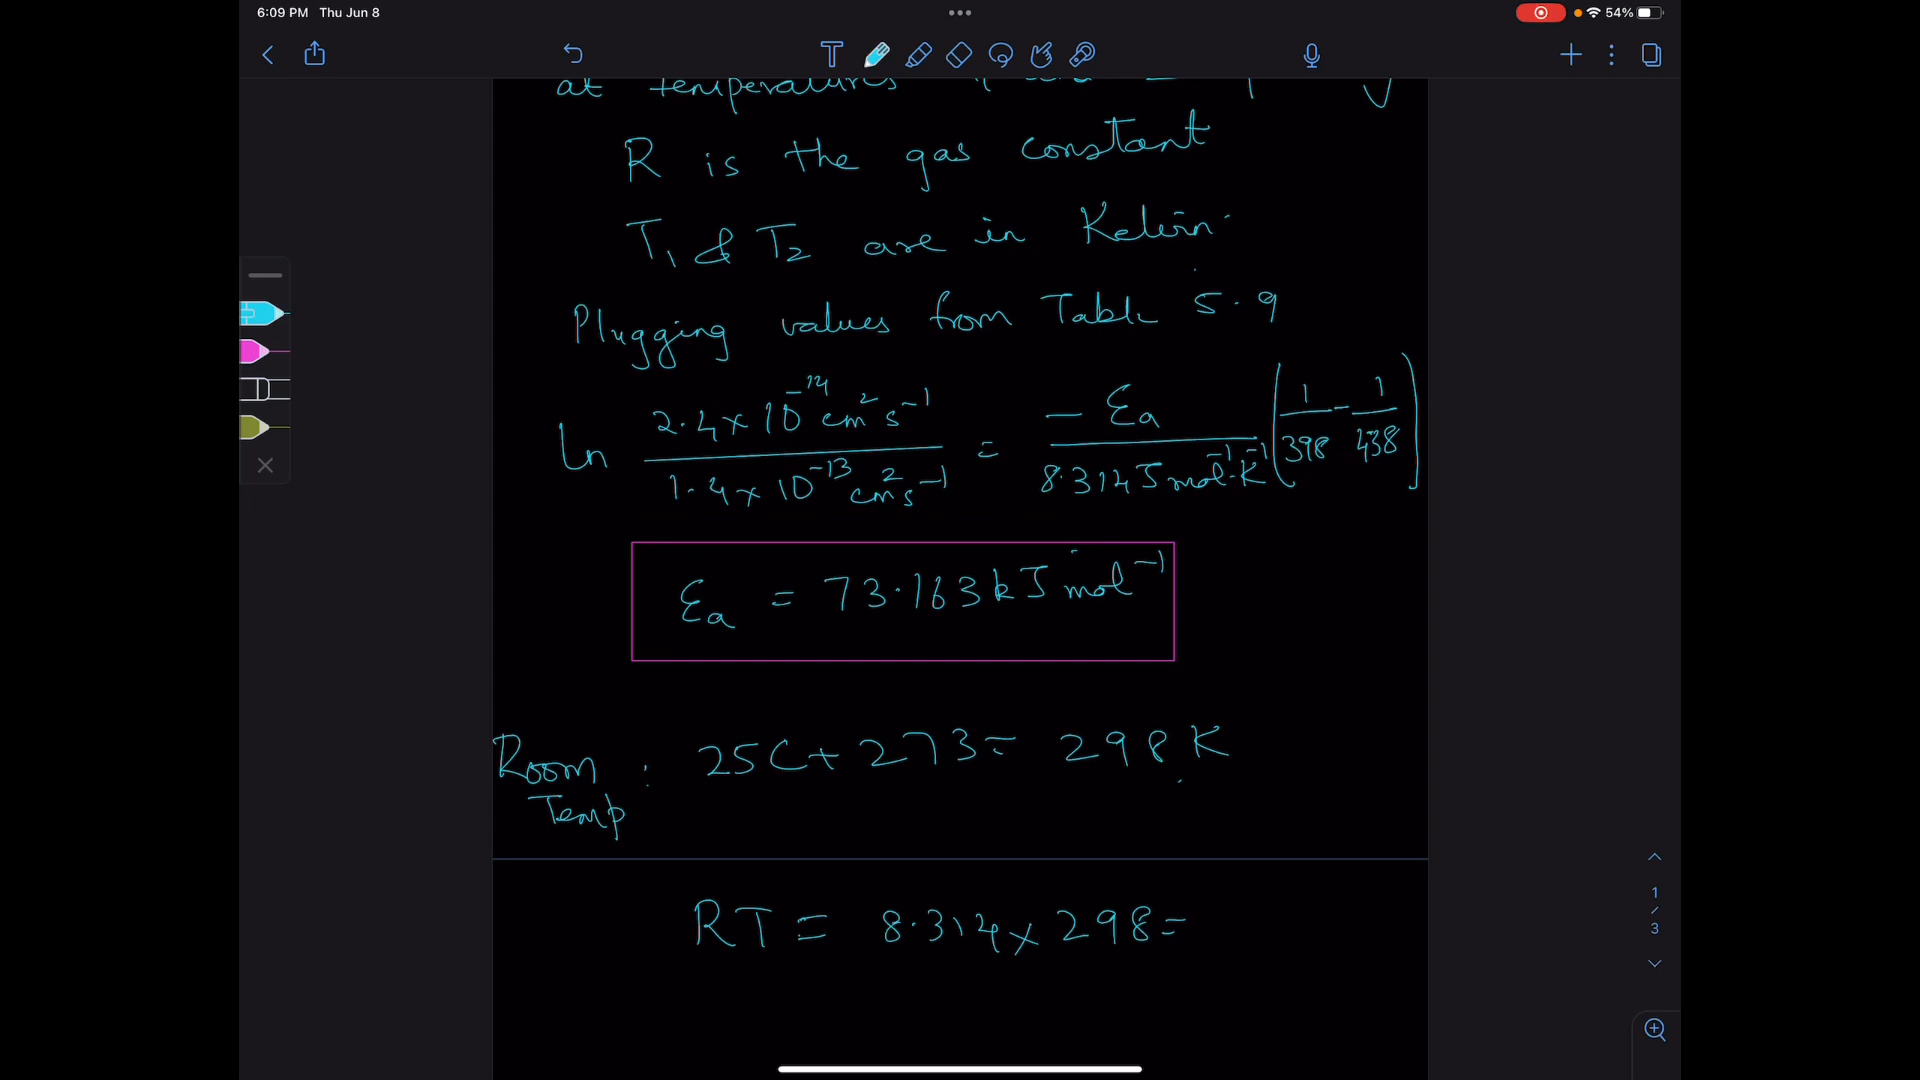 6:09 PM Thu Jun 8
54%
at temperatures
R is the gas constant
T₁ & T₂ are in Kelvin.
Plugging values from Table 5.9
ln (2.4 × 10⁻¹⁴ cm² s⁻¹) / (1.4 × 10⁻¹³ cm² s⁻¹) = − Ea / (8.314 J mol⁻¹ K⁻¹) (1/398 − 1/438)
Ea = 73.163 kJ mol⁻¹
Room Temp : 25C + 273 = 298 K
RT = 8.314 × 298 =
1 / 3